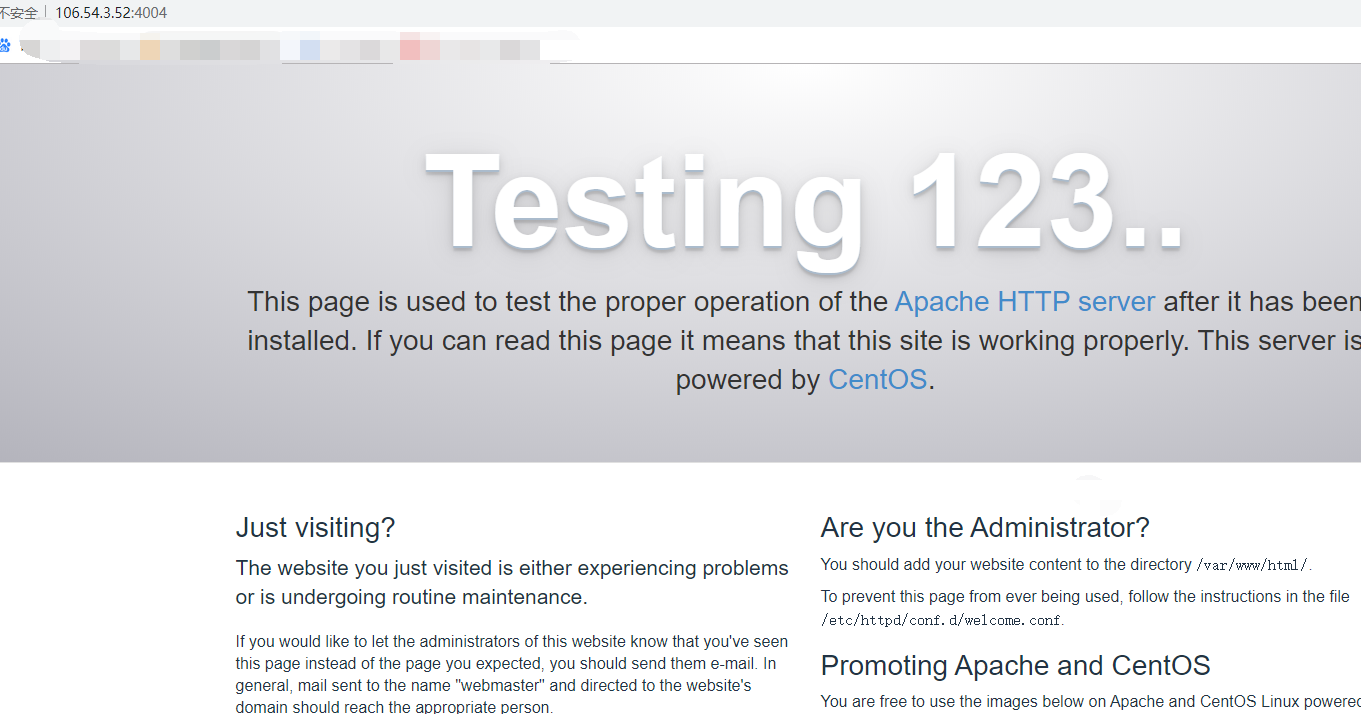 不安全 106.54.3.52:4004
Testing 123..
This page is used to test the proper operation of the Apache HTTP server after it has been
installed. If you can read this page it means that this site is working properly. This server is
powered by CentOS.
Just visiting?
The website you just visited is either experiencing problems
or is undergoing routine maintenance.
If you would like to let the administrators of this website know that you've seen
this page instead of the page you expected, you should send them e-mail. In
general, mail sent to the name "webmaster" and directed to the website's
domain should reach the appropriate person.
Are you the Administrator?
You should add your website content to the directory /var/www/html/.
To prevent this page from ever being used, follow the instructions in the file
/etc/httpd/conf.d/welcome.conf.
Promoting Apache and CentOS
You are free to use the images below on Apache and CentOS Linux powered